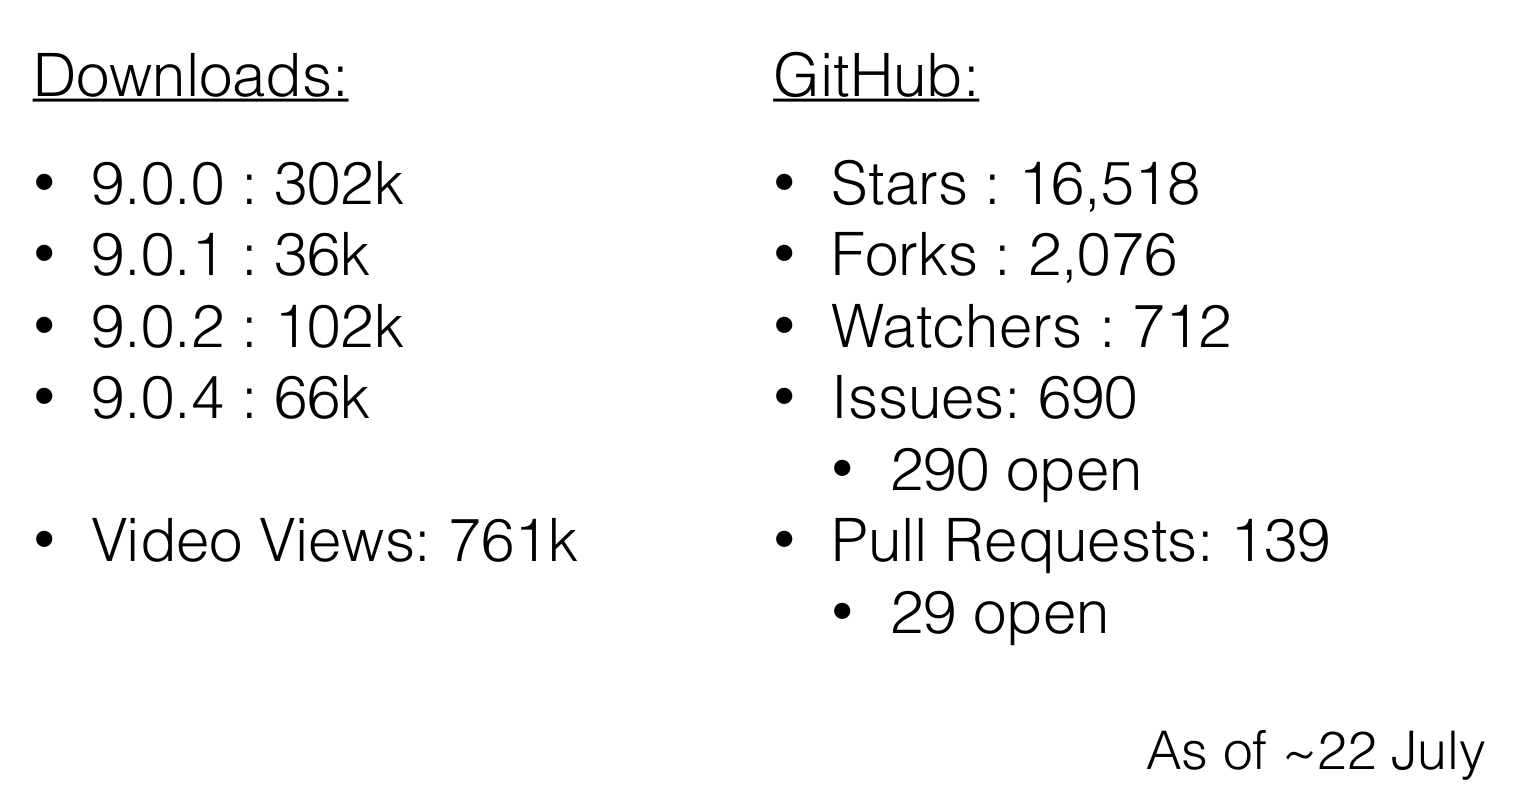 Downloads:
• 9.0.0 : 302k
• 9.0.1 : 36k
• 9.0.2 : 102k
• 9.0.4 : 66k
• Video Views: 761k
GitHub:
• Stars : 16,518
• Forks : 2,076
• Watchers : 712
• Issues: 690
• 290 open
• Pull Requests: 139
• 29 open
As of ~22 July